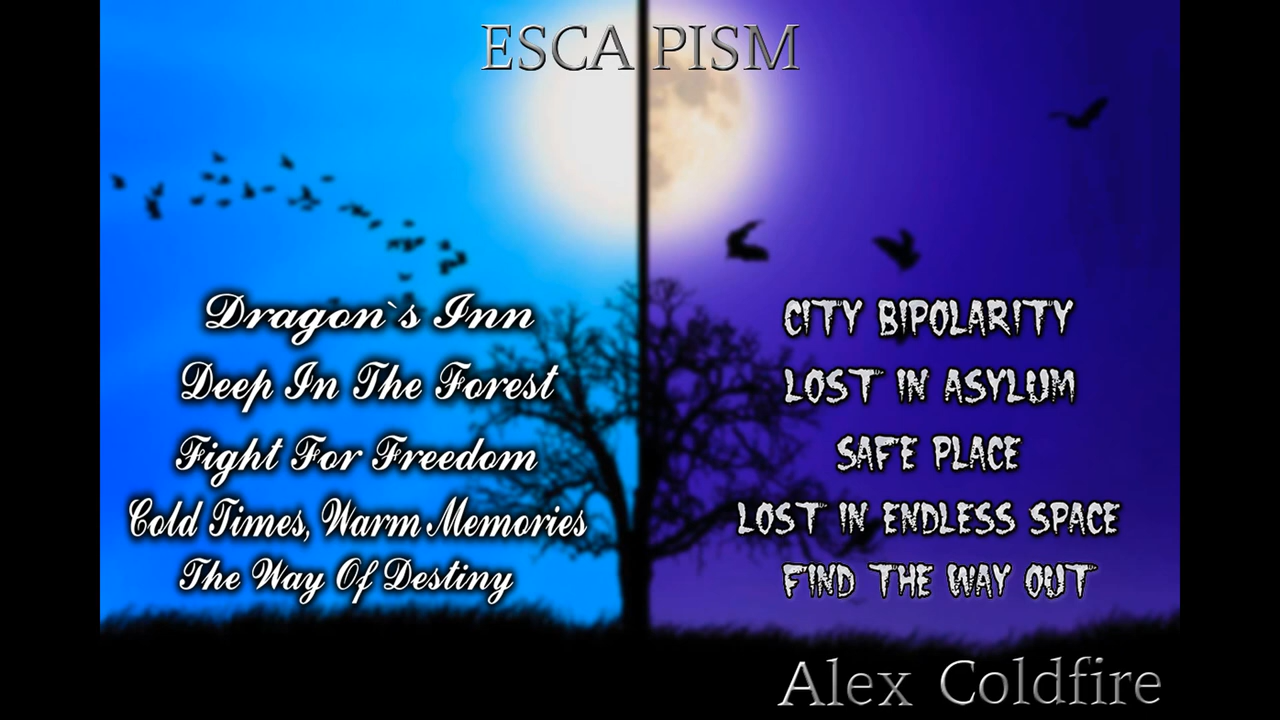 ESCAPISM
Dragon`s Inn
Deep In The Forest
Fight For Freedom
Cold Times, Warm Memories
The Way Of Destiny
CITY BIPOLARITY
LOST IN ASYLUM
SAFE PLACE
LOST IN ENDLESS SPACE
FIND THE WAY OUT
Alex Coldfire